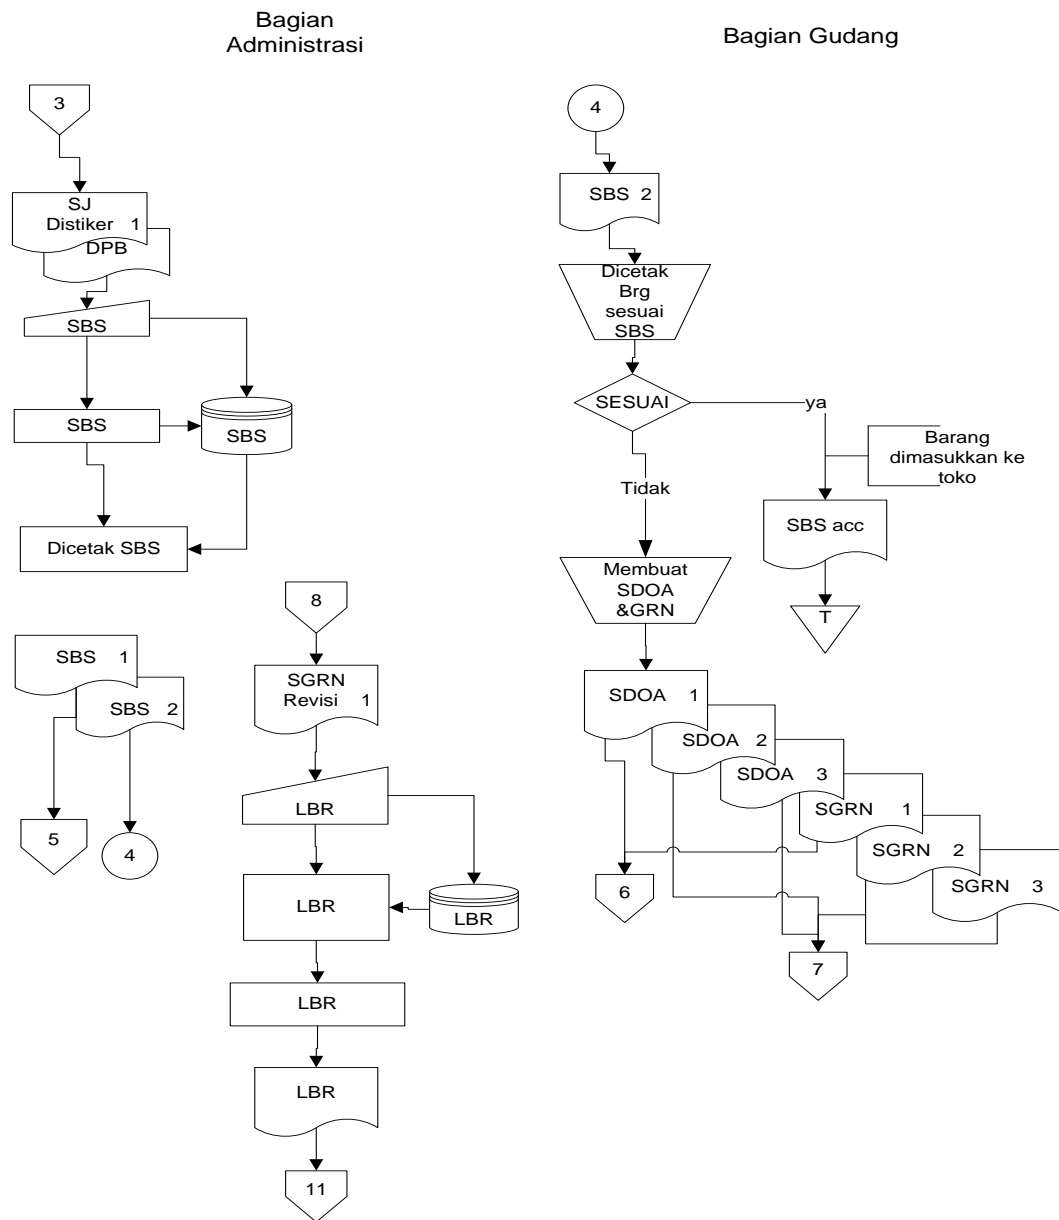 Bagian
Administrasi
3
SJ
Distiker 1
DPB
SBS
SBS
SBS
Dicetak SBS
SBS 1
SBS 2
5
4
8
SGRN
Revisi 1
LBR
LBR
LBR
LBR
LBR
11
Bagian Gudang
4
SBS 2
Dicetak
Brg
sesuai
SBS
SESUAI
ya
Barang
dimasukkan ke
toko
Tidak
SBS acc
T
Membuat
SDOA
&GRN
SDOA 1
SDOA 2
SDOA 3
SGRN 1
SGRN 2
SGRN 3
6
7